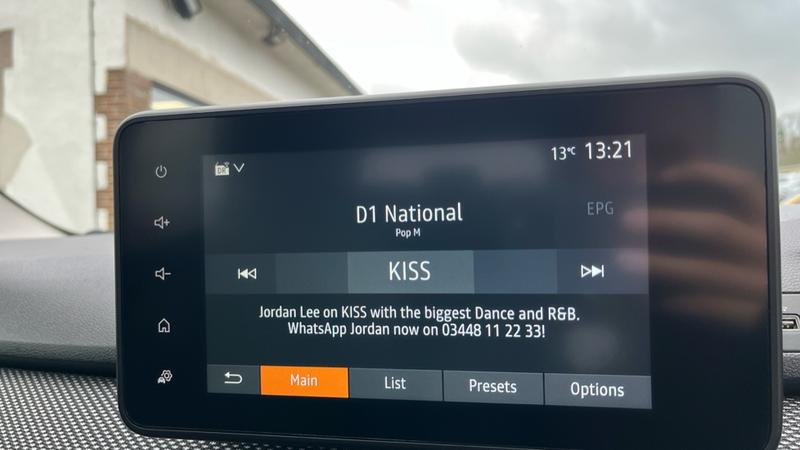 DR
13°C 13:21
D1 National
EPG
Pop M
KISS
Jordan Lee on KISS with the biggest Dance and R&B.
WhatsApp Jordan now on 03448 11 22 33!
Main List Presets Options